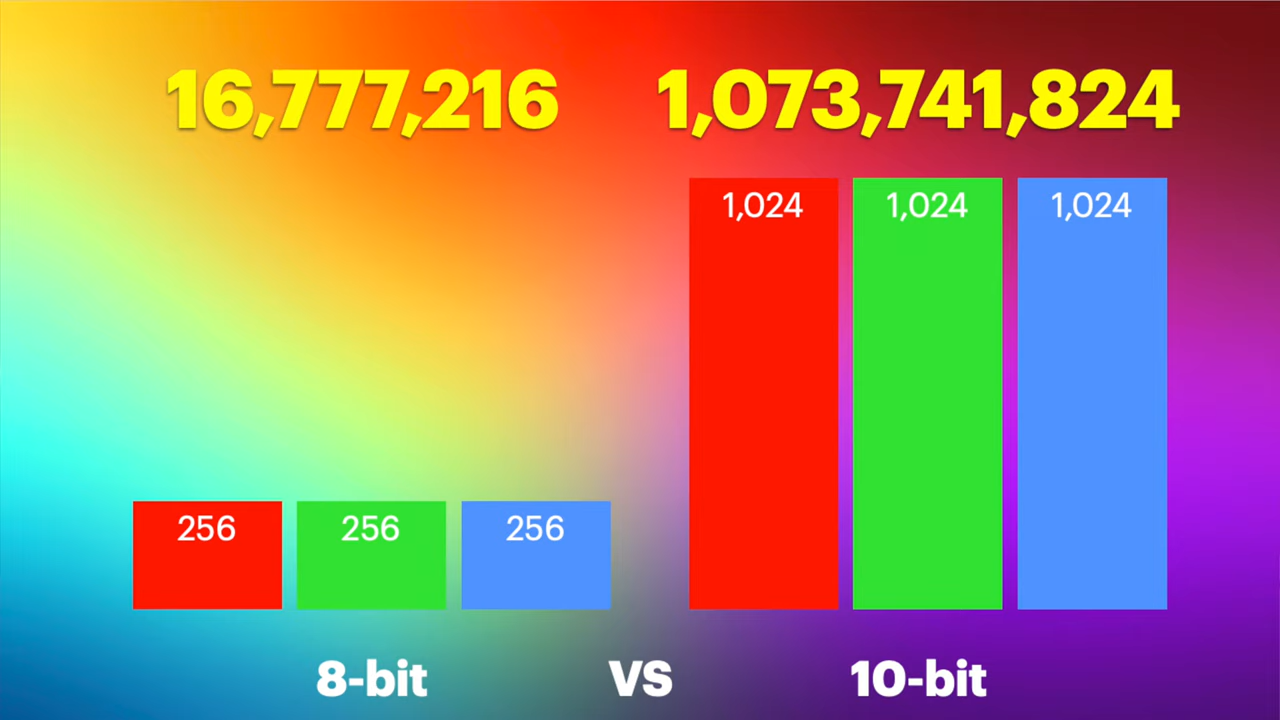 16,777,216 1,073,741,824
1,024 1,024 1,024
256 256 256
8-bit VS 10-bit